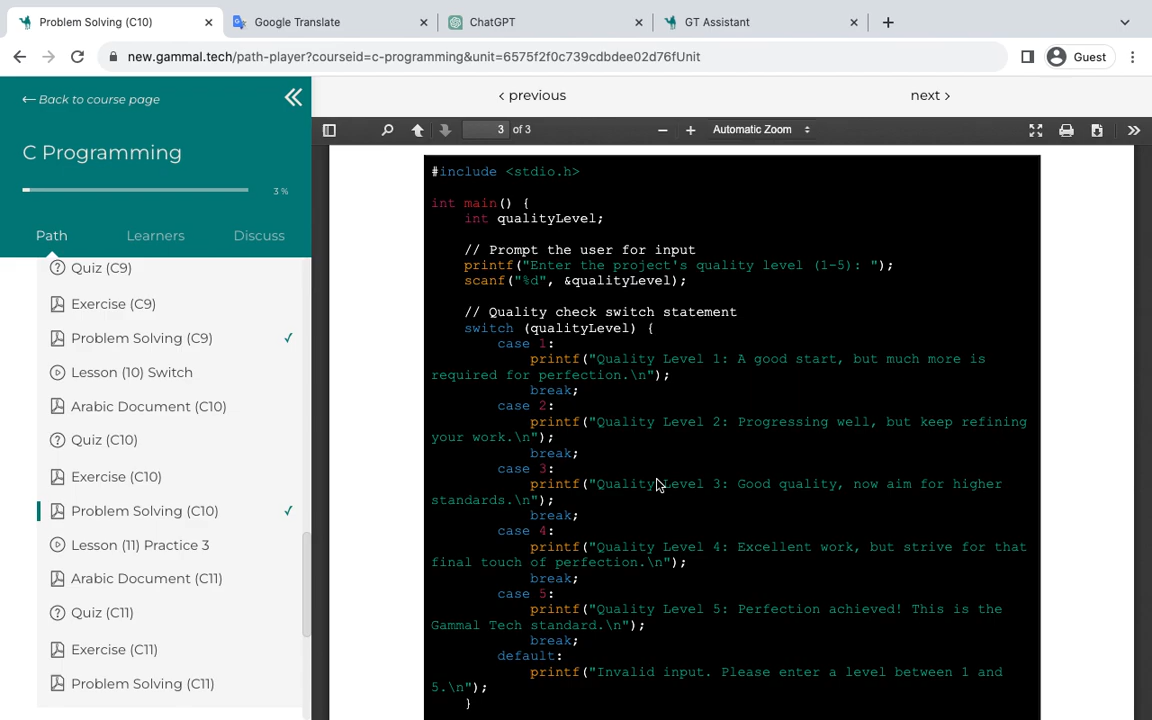 Problem Solving (C10)
Google Translate
ChatGPT
GT Assistant
new.gammal.tech/path-player?courseid=c-programming&unit=6575f2f0c739cdbdee02d76fUnit
Guest
Back to course page
C Programming
3 %
Path
Learners
Discuss
Quiz (C9)
Exercise (C9)
Problem Solving (C9)
Lesson (10) Switch
Arabic Document (C10)
Quiz (C10)
Exercise (C10)
Problem Solving (C10)
Lesson (11) Practice 3
Arabic Document (C11)
Quiz (C11)
Exercise (C11)
Problem Solving (C11)
< previous
next >
3 of 3
Automatic Zoom
#include <stdio.h>
int main() {
int qualityLevel;
// Prompt the user for input
printf("Enter the project's quality level (1-5): ");
scanf("%d", &qualityLevel);
// Quality check switch statement
switch (qualityLevel) {
case 1:
printf("Quality Level 1: A good start, but much more is
required for perfection.\n");
break;
case 2:
printf("Quality Level 2: Progressing well, but keep refining
your work.\n");
break;
case 3:
printf("Quality Level 3: Good quality, now aim for higher
standards.\n");
break;
case 4:
printf("Quality Level 4: Excellent work, but strive for that
final touch of perfection.\n");
break;
case 5:
printf("Quality Level 5: Perfection achieved! This is the
Gammal Tech standard.\n");
break;
default:
printf("Invalid input. Please enter a level between 1 and
5.\n");
}